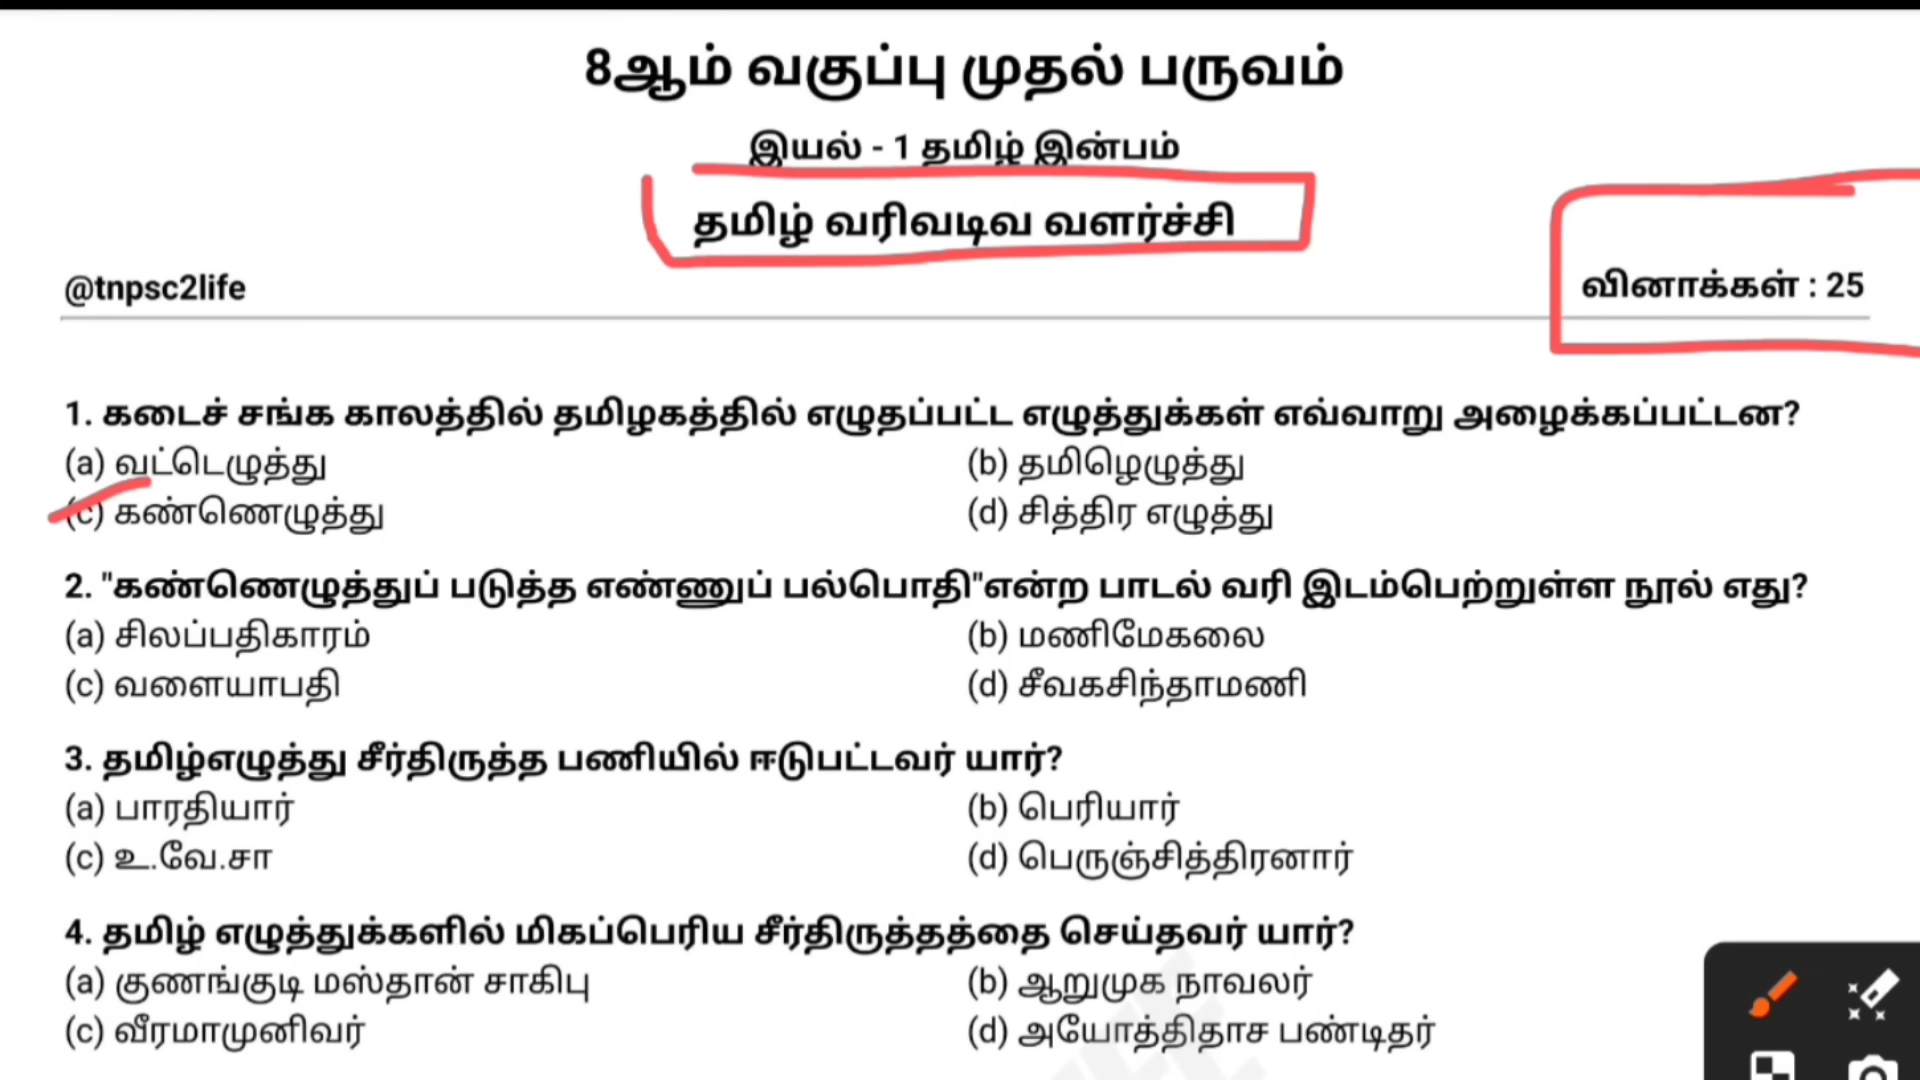 8ஆம் வகுப்பு முதல் பருவம்
இயல் - 1 தமிழ் இன்பம்
தமிழ் வரிவடிவ வளர்ச்சி
@tnpsc2life வினாக்கள் : 25
1. கடைச் சங்க காலத்தில் தமிழகத்தில் எழுதப்பட்ட எழுத்துக்கள் எவ்வாறு அழைக்கப்பட்டன?
(a) வட்டெழுத்து (b) தமிழெழுத்து
(c) கண்ணெழுத்து (d) சித்திர எழுத்து
2. "கண்ணெழுத்துப் படுத்த எண்ணுப் பல்பொதி"என்ற பாடல் வரி இடம்பெற்றுள்ள நூல் எது?
(a) சிலப்பதிகாரம் (b) மணிமேகலை
(c) வளையாபதி (d) சீவகசிந்தாமணி
3. தமிழ்எழுத்து சீர்திருத்த பணியில் ஈடுபட்டவர் யார்?
(a) பாரதியார் (b) பெரியார்
(c) உ.வே.சா (d) பெருஞ்சித்திரனார்
4. தமிழ் எழுத்துக்களில் மிகப்பெரிய சீர்திருத்தத்தை செய்தவர் யார்?
(a) குணங்குடி மஸ்தான் சாகிபு (b) ஆறுமுக நாவலர்
(c) வீரமாமுனிவர் (d) அயோத்திதாச பண்டிதர்